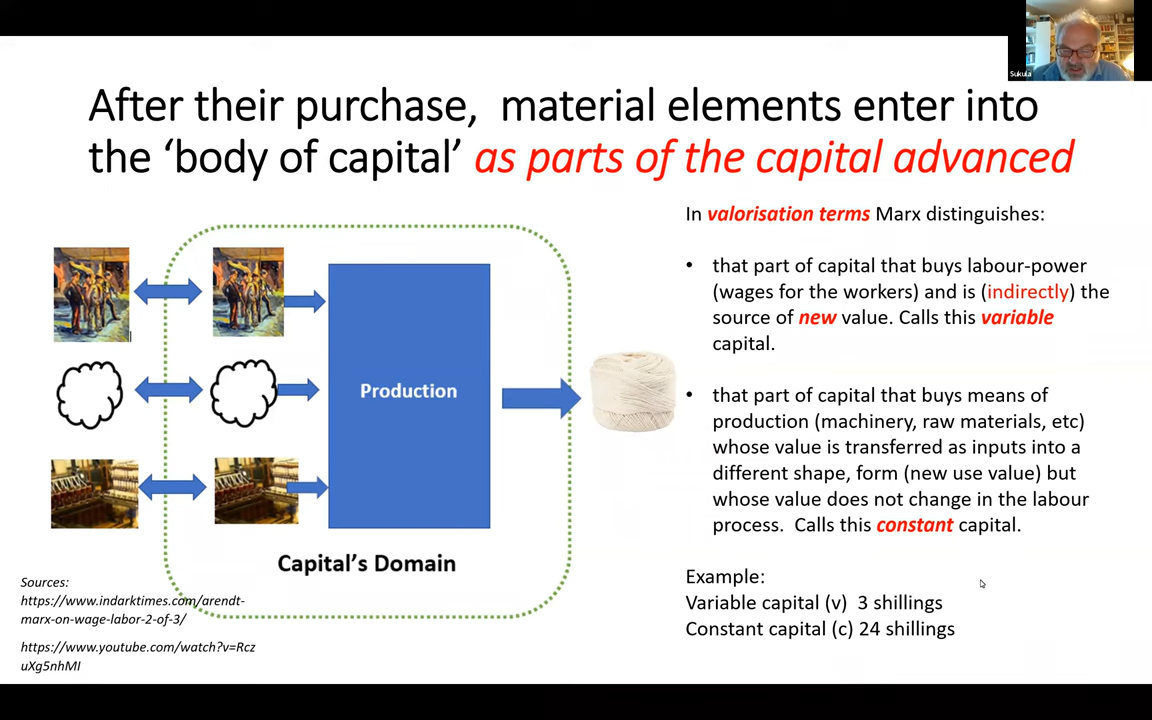 Sukula
After their purchase,  material elements enter into
the ‘body of capital’ as parts of the capital advanced
In valorisation terms Marx distinguishes:
• that part of capital that buys labour-power
(wages for the workers) and is (indirectly) the
source of new value. Calls this variable
capital.
• that part of capital that buys means of
production (machinery, raw materials, etc)
whose value is transferred as inputs into a
different shape, form (new use value) but
whose value does not change in the labour
process.  Calls this constant capital.
Example:
Variable capital (v)  3 shillings
Constant capital (c) 24 shillings
Production
Capital’s Domain
Sources:
https://www.indarktimes.com/arendt-
marx-on-wage-labor-2-of-3/
https://www.youtube.com/watch?v=Rcz
uXg5nhMI